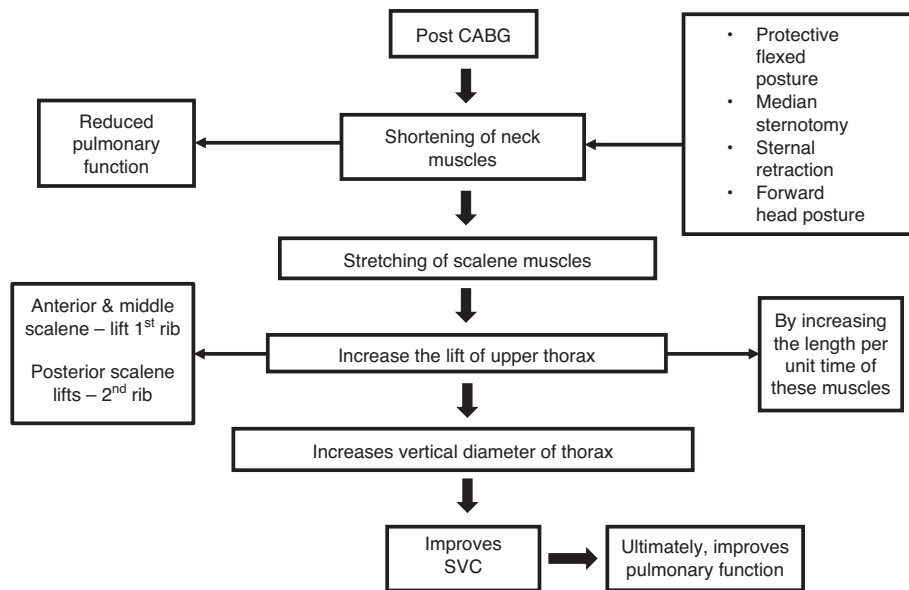 Post CABG
• Protective
flexed
posture
• Median
sternotomy
• Sternal
retraction
• Forward
head posture
Reduced
pulmonary
function
Shortening of neck
muscles
Stretching of scalene muscles
Anterior & middle
scalene – lift 1st rib
Posterior scalene
lifts – 2nd rib
Increase the lift of upper thorax
By increasing
the length per
unit time of
these muscles
Increases vertical diameter of thorax
Improves
SVC
Ultimately, improves
pulmonary function